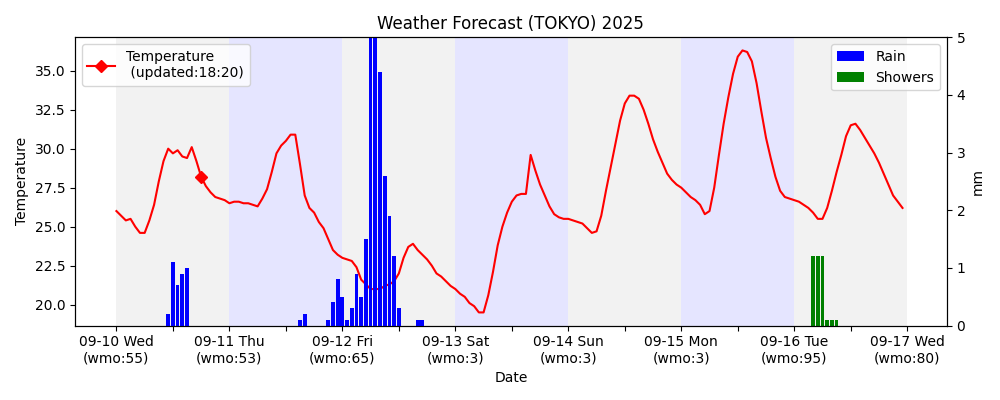 Weather Forecast (TOKYO) 2025
Temperature
(updated:18:20)
Rain
Showers
Temperature
35.0
32.5
30.0
27.5
25.0
22.5
20.0
5
4
3
2
1
0
mm
09-10 Wed
(wmo:55)
09-11 Thu
(wmo:53)
09-12 Fri
(wmo:65)
09-13 Sat
(wmo:3)
09-14 Sun
(wmo:3)
09-15 Mon
(wmo:3)
09-16 Tue
(wmo:95)
09-17 Wed
(wmo:80)
Date